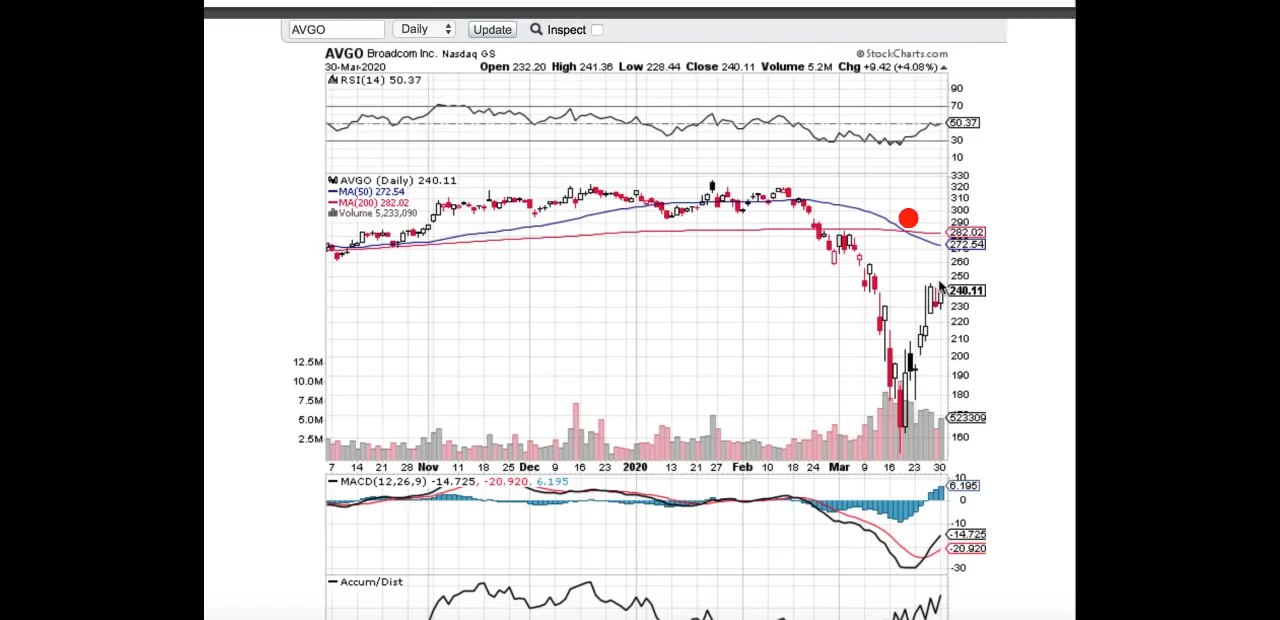 AVGO Daily Update Inspect
AVGO Broadcom Inc. Nasdaq GS © StockCharts.com
30-Mar-2020 Open 232.20 High 241.36 Low 228.44 Close 240.11 Volume 5.2M Chg +9.42 (+4.08%)
RSI(14) 50.37
90
70
50.37
30
10
AVGO (Daily) 240.11
MA(50) 272.54
MA(200) 282.02
Volume 5,233,090
330
320
310
300
290
282.02
272.54
260
250
240.11
230
220
210
200
190
180
523309
160
12.5M
10.0M
7.5M
5.0M
2.5M
7 14 21 28 Nov 11 18 25 Dec 9 16 23 2020 13 21 27 Feb 10 18 24 Mar 9 16 23 30
MACD(12,26,9) -14.725, -20.920, 6.195
10
6.195
0
-10
-14.725
-20.920
-30
Accum/Dist